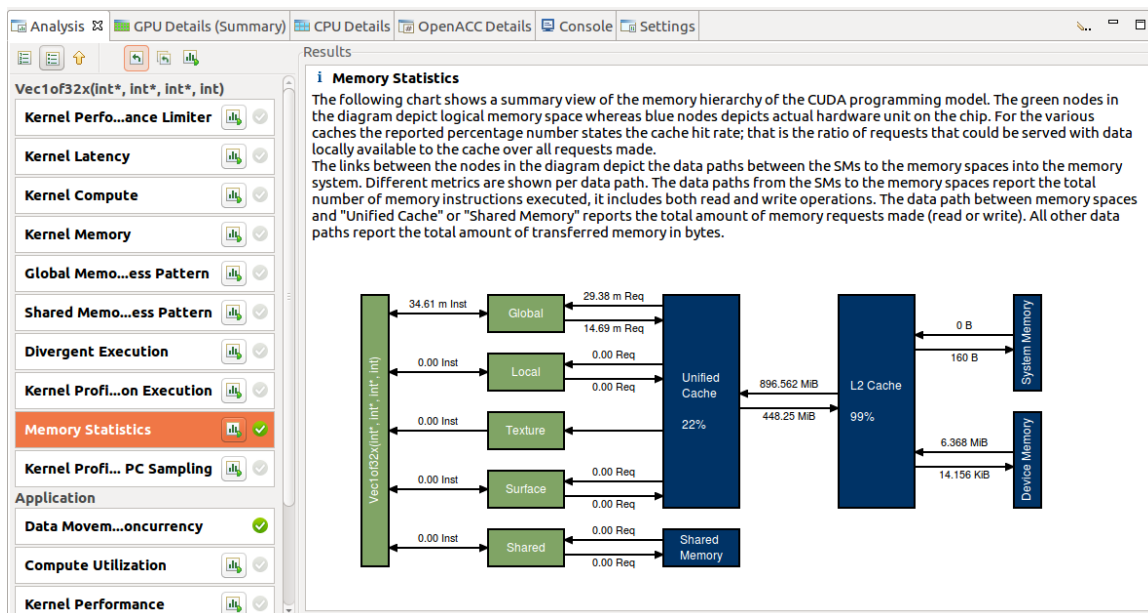 Analysis GPU Details (Summary) CPU Details OpenACC Details Console Settings
Results
Vec1of32x(int*, int*, int*, int)
Kernel Perfo...ance Limiter
Kernel Latency
Kernel Compute
Kernel Memory
Global Memo...ess Pattern
Shared Memo...ess Pattern
Divergent Execution
Kernel Profi...on Execution
Memory Statistics
Kernel Profi... PC Sampling
Application
Data Movem...oncurrency
Compute Utilization
Kernel Performance
i Memory Statistics
The following chart shows a summary view of the memory hierarchy of the CUDA programming model. The green nodes in
the diagram depict logical memory space whereas blue nodes depicts actual hardware unit on the chip. For the various
caches the reported percentage number states the cache hit rate; that is the ratio of requests that could be served with data
locally available to the cache over all requests made.
The links between the nodes in the diagram depict the data paths between the SMs to the memory spaces into the memory
system. Different metrics are shown per data path. The data paths from the SMs to the memory spaces report the total
number of memory instructions executed, it includes both read and write operations. The data path between memory spaces
and "Unified Cache" or "Shared Memory" reports the total amount of memory requests made (read or write). All other data
paths report the total amount of transferred memory in bytes.
Vec1of32x(int*, int*, int*, int)
34.61 m Inst
Global
29.38 m Req
14.69 m Req
0.00 Inst
Local
0.00 Req
0.00 Req
0.00 Inst
Texture
0.00 Inst
Surface
0.00 Req
0.00 Req
0.00 Inst
Shared
0.00 Req
0.00 Req
Unified
Cache
22%
Shared
Memory
896.562 MiB
448.25 MiB
L2 Cache
99%
0 B
160 B
System Memory
6.368 MiB
14.156 KiB
Device Memory